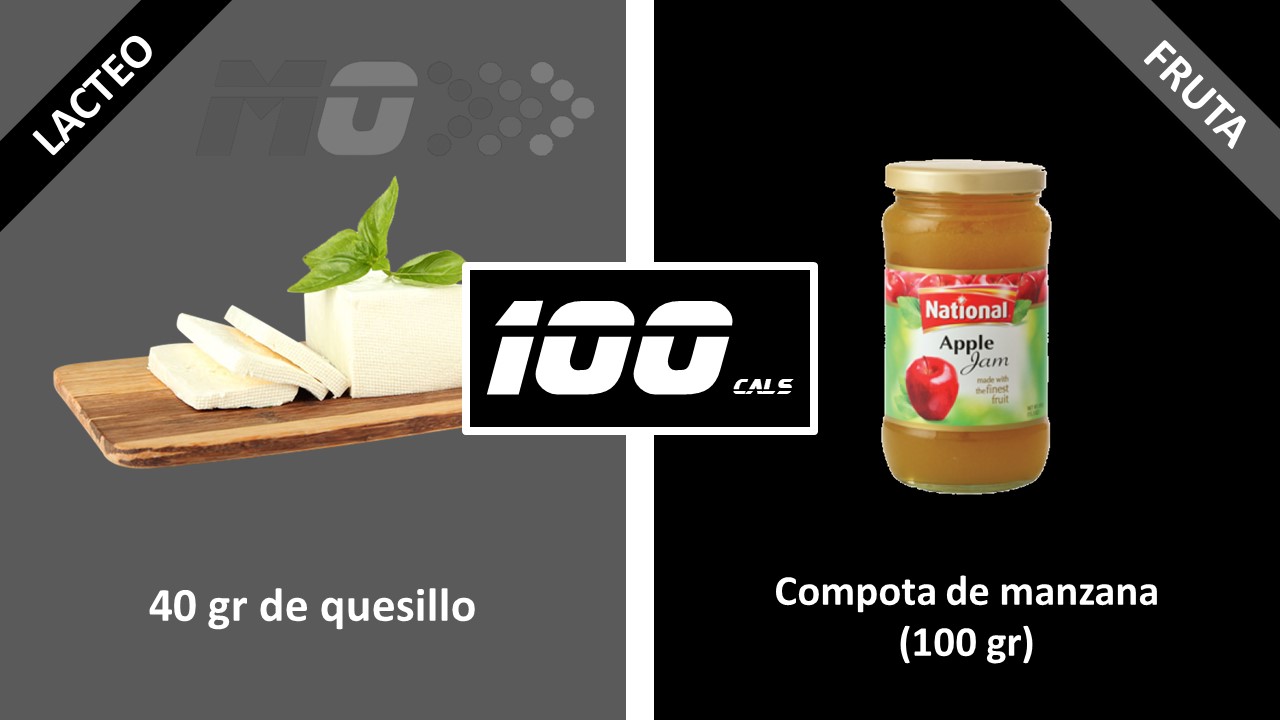 LACTEO
MO
FRUTA
100
CALS
National
Apple
Jam
made with
the finest
fruit
40 gr de quesillo
Compota de manzana
(100 gr)